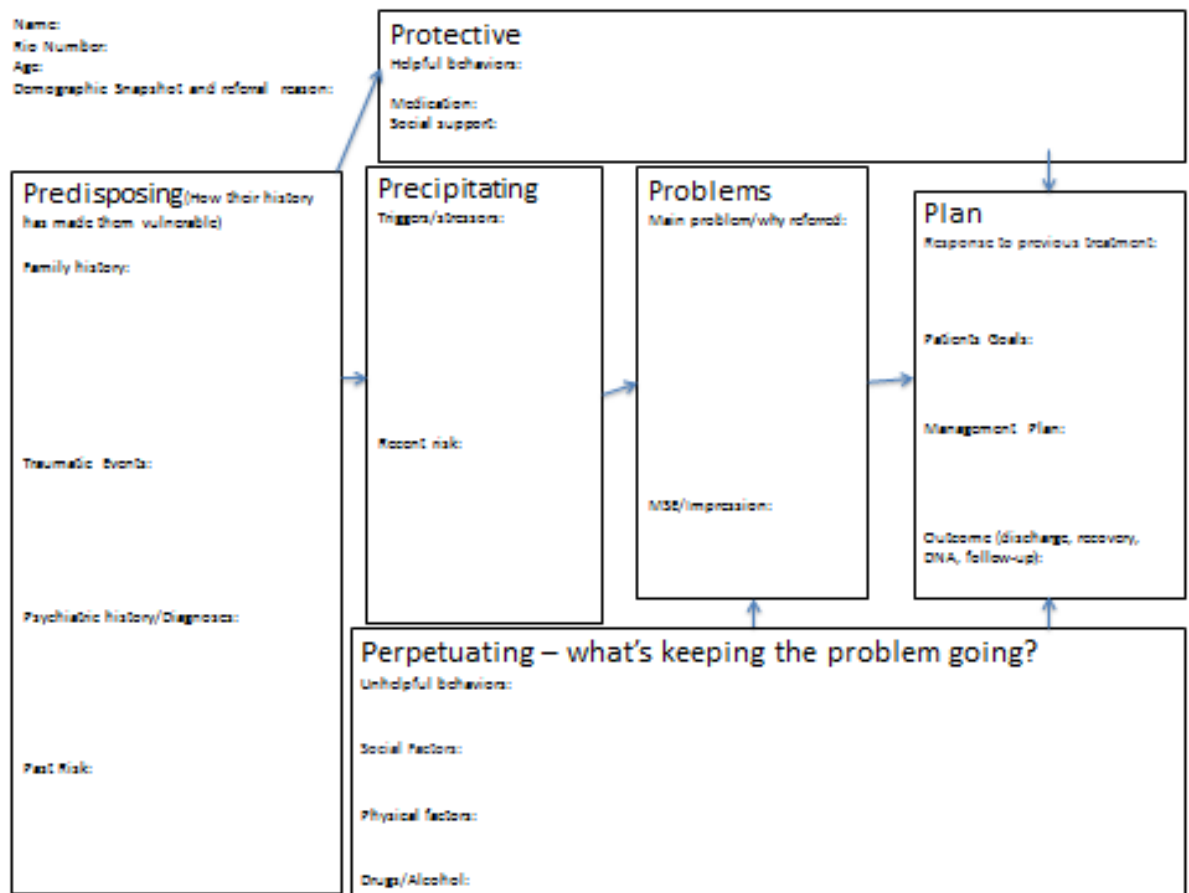 Name:
Rio Number:
Age:
Demographic Snapshot and referral reason:
Protective
Helpful behaviors:
Medication:
Social support:
Predisposing(How their history
has made them vulnerable)
Family history:
Traumatic Events:
Psychiatric history/Diagnoses:
Past Risk:
Precipitating
Triggers/stressors:
Recent risk:
Problems
Main problem/why referred:
MSE/Impression:
Plan
Response to previous treatment:
Patients Goals:
Management Plan:
Outcome (discharge, recovery,
DNA, follow-up):
Perpetuating – what's keeping the problem going?
Unhelpful behaviors:
Social Factors:
Physical factors:
Drugs/Alcohol: